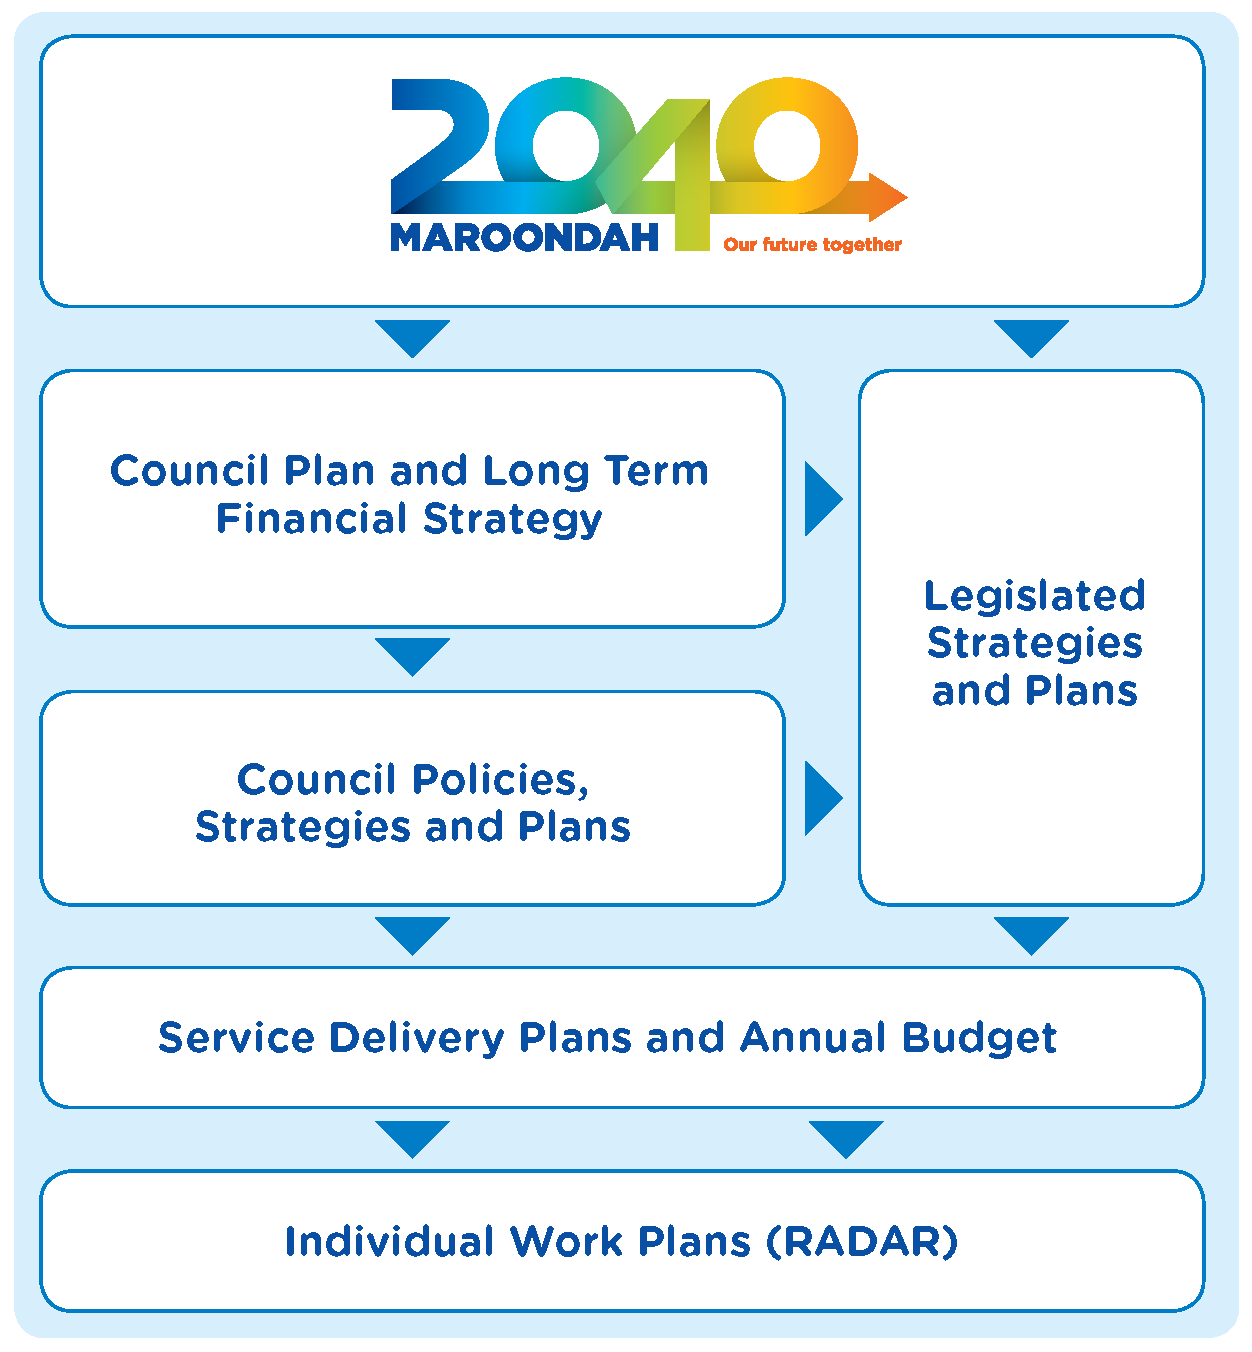 2040
MAROONDAH Our future together
Council Plan and Long Term
Financial Strategy
Legislated
Strategies
and Plans
Council Policies,
Strategies and Plans
Service Delivery Plans and Annual Budget
Individual Work Plans (RADAR)